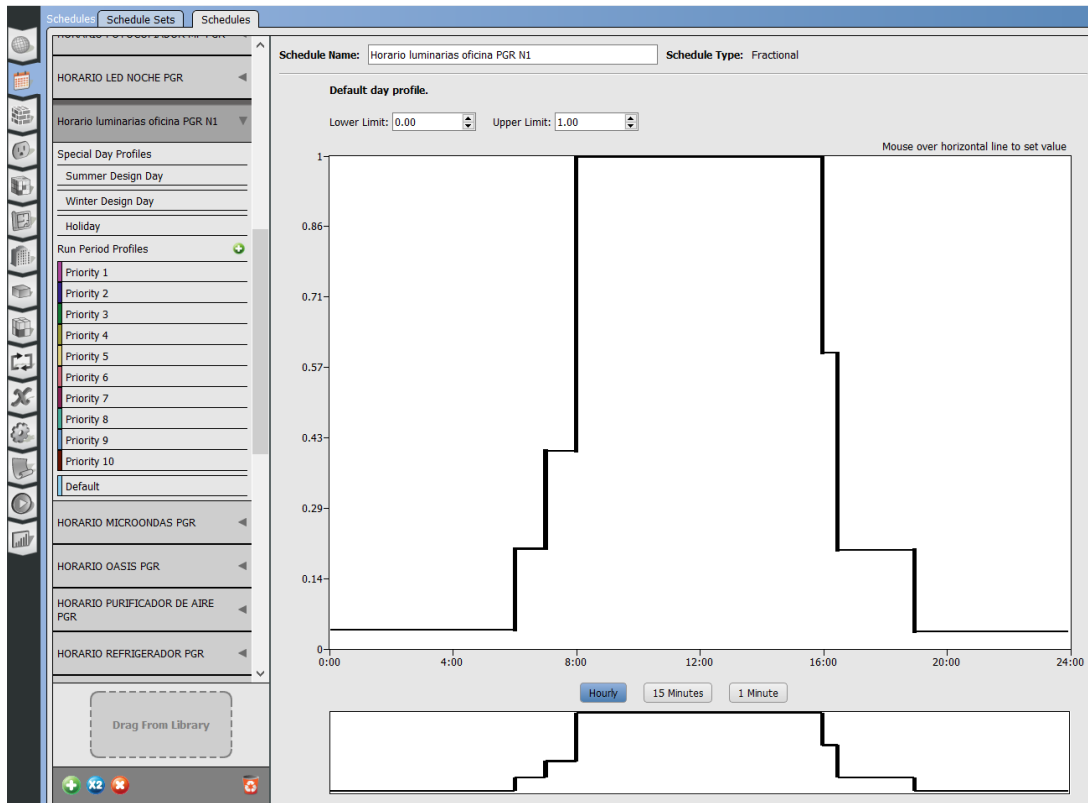 Schedules Schedule Sets Schedules
HORARIO LED NOCHE PGR
Horario luminarias oficina PGR N1
Special Day Profiles
Summer Design Day
Winter Design Day
Holiday
Run Period Profiles
Priority 1
Priority 2
Priority 3
Priority 4
Priority 5
Priority 6
Priority 7
Priority 8
Priority 9
Priority 10
Default
HORARIO MICROONDAS PGR
HORARIO OASIS PGR
HORARIO PURIFICADOR DE AIRE
PGR
HORARIO REFRIGERADOR PGR
Drag From Library
X2
Schedule Name: Horario luminarias oficina PGR N1 Schedule Type: Fractional
Default day profile.
Lower Limit: 0.00 Upper Limit: 1.00
Mouse over horizontal line to set value
1
0.86
0.71
0.57
0.43
0.29
0.14
0
0:00 4:00 8:00 12:00 16:00 20:00 24:00
Hourly 15 Minutes 1 Minute